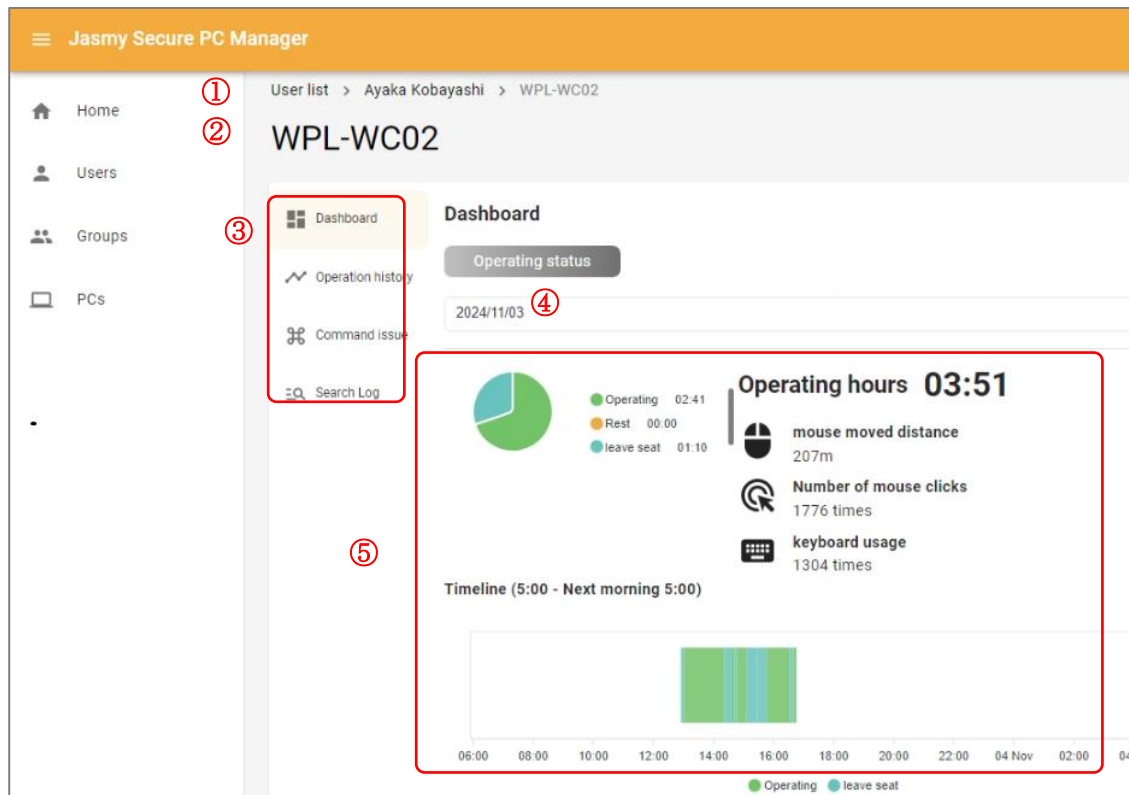 Jasmy Secure PC Manager
Home
Users
Groups
PCs
① User list > Ayaka Kobayashi > WPL-WC02
② WPL-WC02
③
Dashboard
Operation history
Command issue
Search Log
Dashboard
Operating status
2024/11/03 ④
⑤
Operating 02:41
Rest 00:00
leave seat 01:10
Operating hours 03:51
mouse moved distance
207m
Number of mouse clicks
1776 times
keyboard usage
1304 times
Timeline (5:00 - Next morning 5:00)
06:00 08:00 10:00 12:00 14:00 16:00 18:00 20:00 22:00 04 Nov 02:00
Operating leave seat